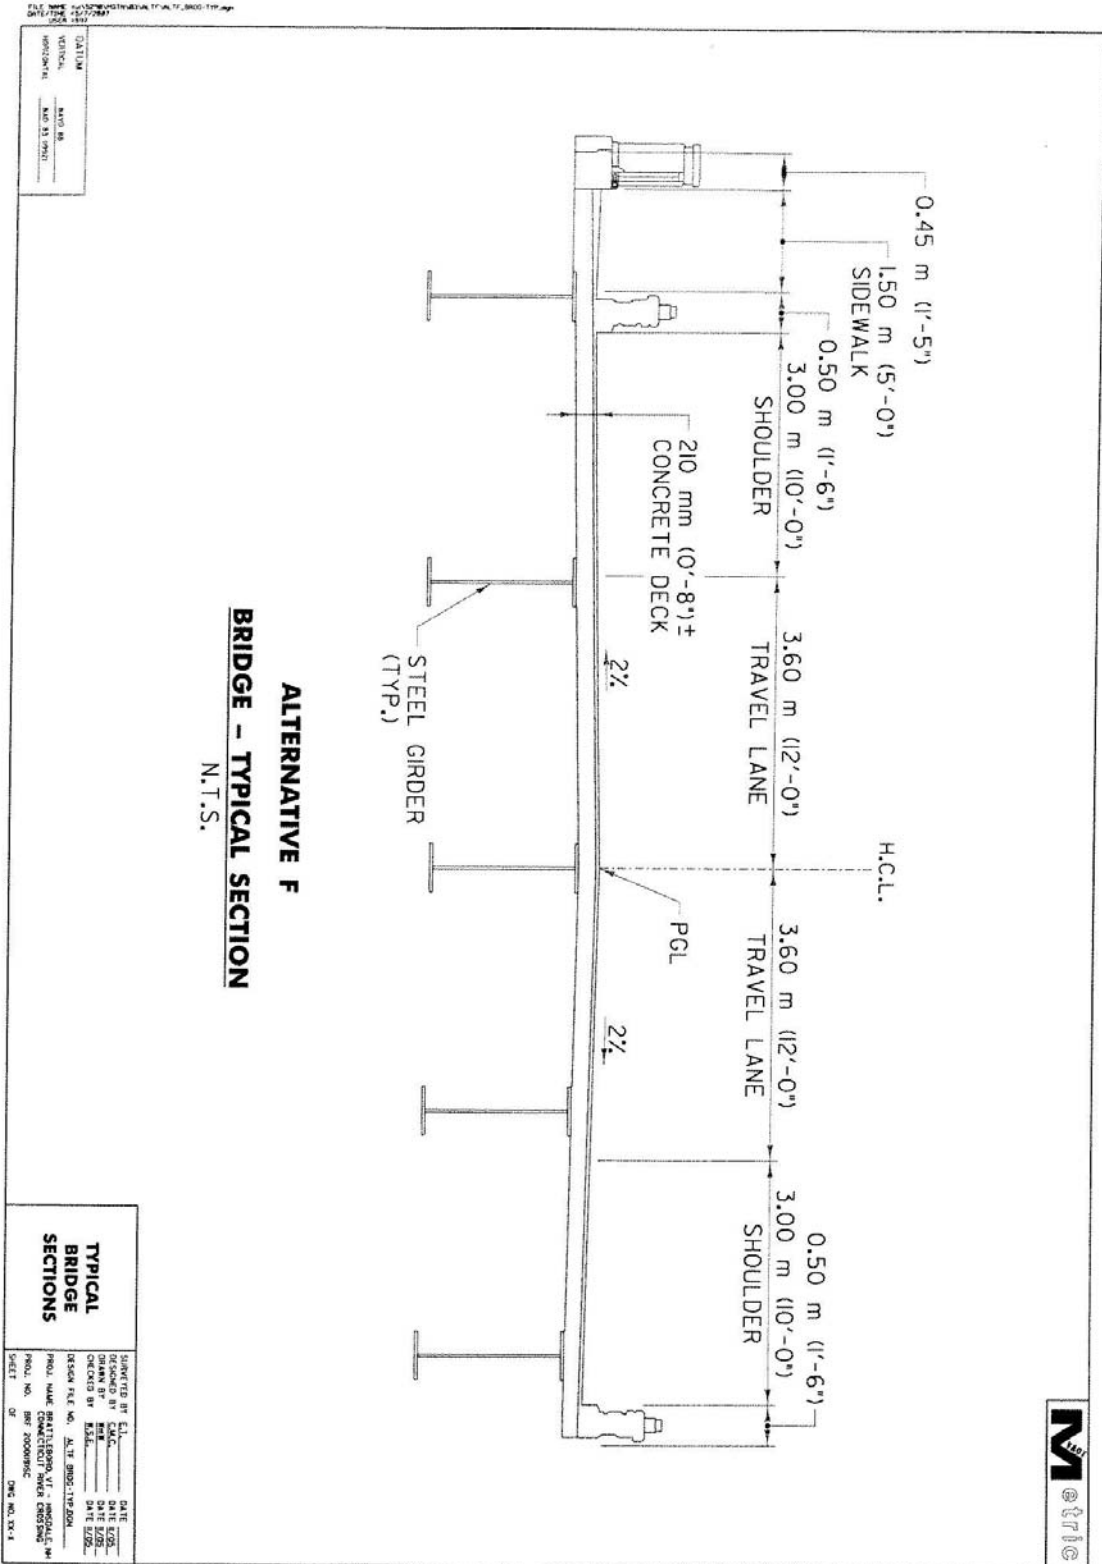 0.45 m (1'-5")
1.50 m (5'-0")
SIDEWALK
0.50 m (1'-6")
3.00 m (10'-0")
SHOULDER
210 mm (0'-8")±
CONCRETE DECK
3.60 m (12'-0")
TRAVEL LANE
2%
H.C.L.
3.60 m (12'-0")
TRAVEL LANE
PGL
2%
0.50 m (1'-6")
3.00 m (10'-0")
SHOULDER
STEEL GIRDER
(TYP.)
ALTERNATIVE F
BRIDGE - TYPICAL SECTION
N.T.S.
DATUM
VERTICAL NAVD 88
HORIZONTAL
TYPICAL
BRIDGE
SECTIONS
SURVEYED BY DATE
DESIGNED BY C.M.C. DATE
DRAWN BY DATE
CHECKED BY DATE
DESIGN FILE NO.
PROJ. NAME BRATTLEBORO, VT - HINSDALE, NH
CONNECTICUT RIVER CROSSING
PROJ. NO.
SHEET OF DWG NO. XX-X
Metric